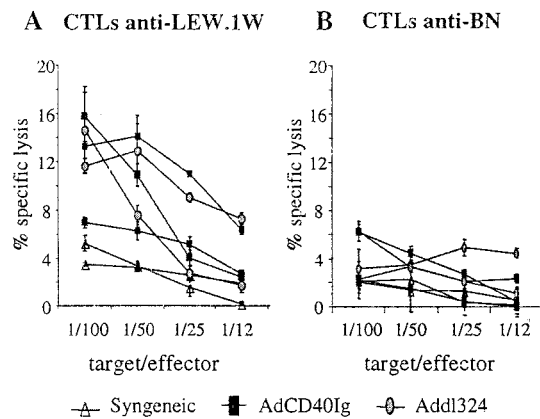 A CTLs anti-LEW.1W
B CTLs anti-BN
% specific lysis
20
16
12
8
4
0
1/100 1/50 1/25 1/12
target/effector
% specific lysis
20
16
12
8
4
0
1/100 1/50 1/25 1/12
target/effector
Syngeneic AdCD40Ig Addl324